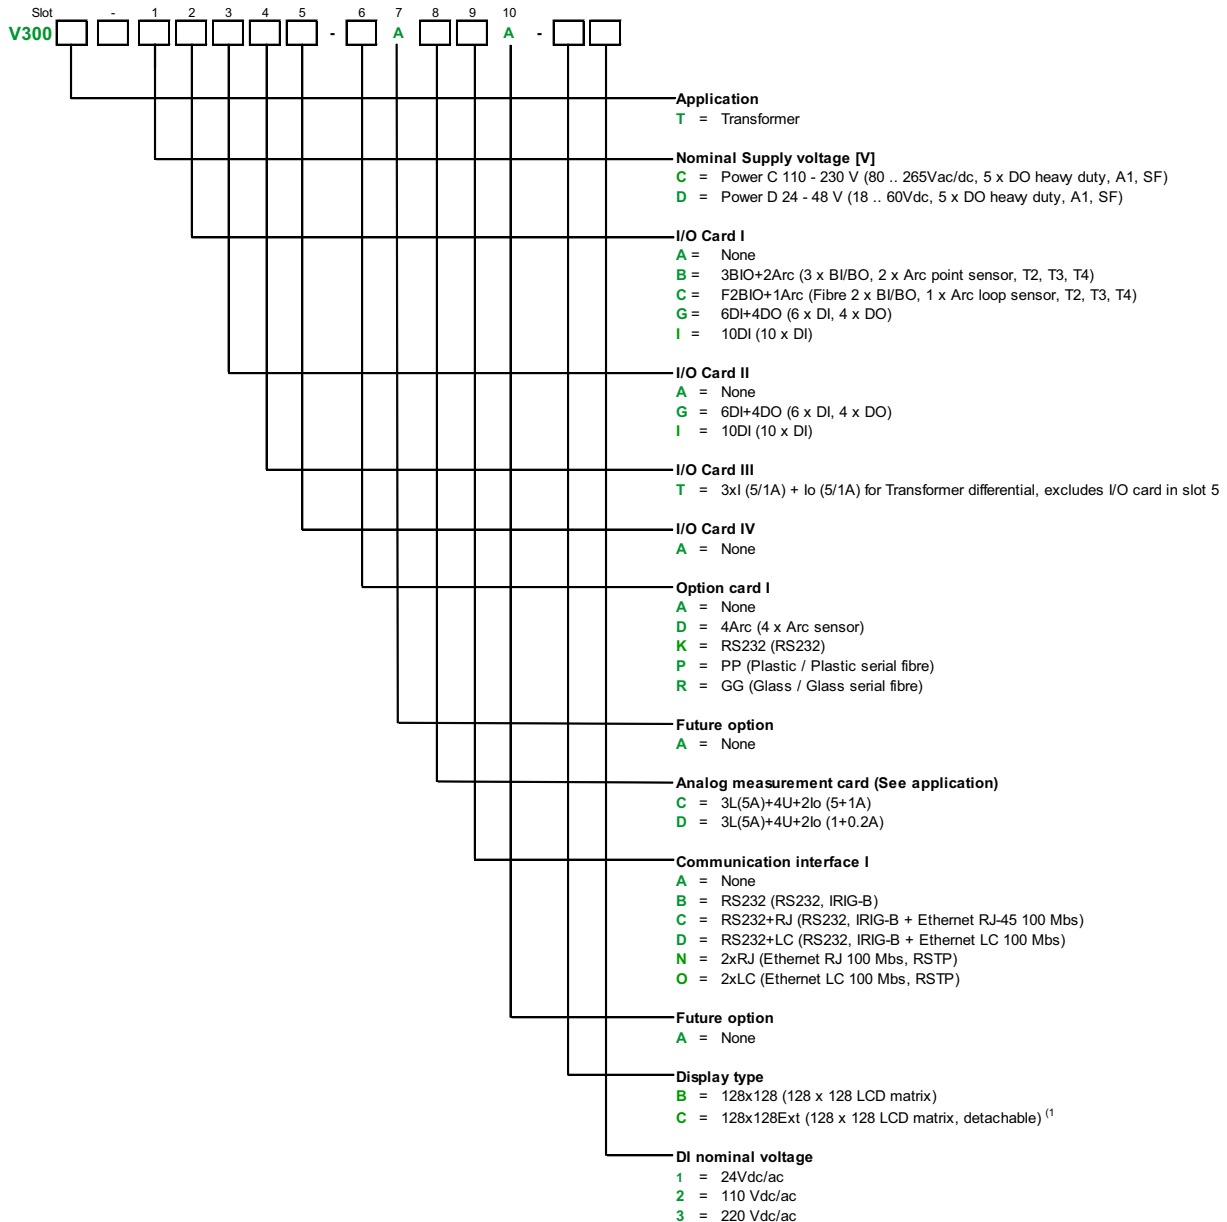 Slot - 1 2 3 4 5 6 7 8 9 10
V300 - A A -
Application
T = Transformer
Nominal Supply voltage [V]
C = Power C 110 - 230 V (80 .. 265Vac/dc, 5 x DO heavy duty, A1, SF)
D = Power D 24 - 48 V (18 .. 60Vdc, 5 x DO heavy duty, A1, SF)
I/O Card I
A = None
B = 3BIO+2Arc (3 x BI/BO, 2 x Arc point sensor, T2, T3, T4)
C = F2BIO+1Arc (Fibre 2 x BI/BO, 1 x Arc loop sensor, T2, T3, T4)
G = 6DI+4DO (6 x DI, 4 x DO)
I = 10DI (10 x DI)
I/O Card II
A = None
G = 6DI+4DO (6 x DI, 4 x DO)
I = 10DI (10 x DI)
I/O Card III
T = 3xI (5/1A) + Io (5/1A) for Transformer differential, excludes I/O card in slot 5
I/O Card IV
A = None
Option card I
A = None
D = 4Arc (4 x Arc sensor)
K = RS232 (RS232)
P = PP (Plastic / Plastic serial fibre)
R = GG (Glass / Glass serial fibre)
Future option
A = None
Analog measurement card (See application)
C = 3L(5A)+4U+2Io (5+1A)
D = 3L(5A)+4U+2Io (1+0.2A)
Communication interface I
A = None
B = RS232 (RS232, IRIG-B)
C = RS232+RJ (RS232, IRIG-B + Ethernet RJ-45 100 Mbs)
D = RS232+LC (RS232, IRIG-B + Ethernet LC 100 Mbs)
N = 2xRJ (Ethernet RJ 100 Mbs, RSTP)
O = 2xLC (Ethernet LC 100 Mbs, RSTP)
Future option
A = None
Display type
B = 128x128 (128 x 128 LCD matrix)
C = 128x128Ext (128 x 128 LCD matrix, detachable) (1
DI nominal voltage
1 = 24Vdc/ac
2 = 110 Vdc/ac
3 = 220 Vdc/ac